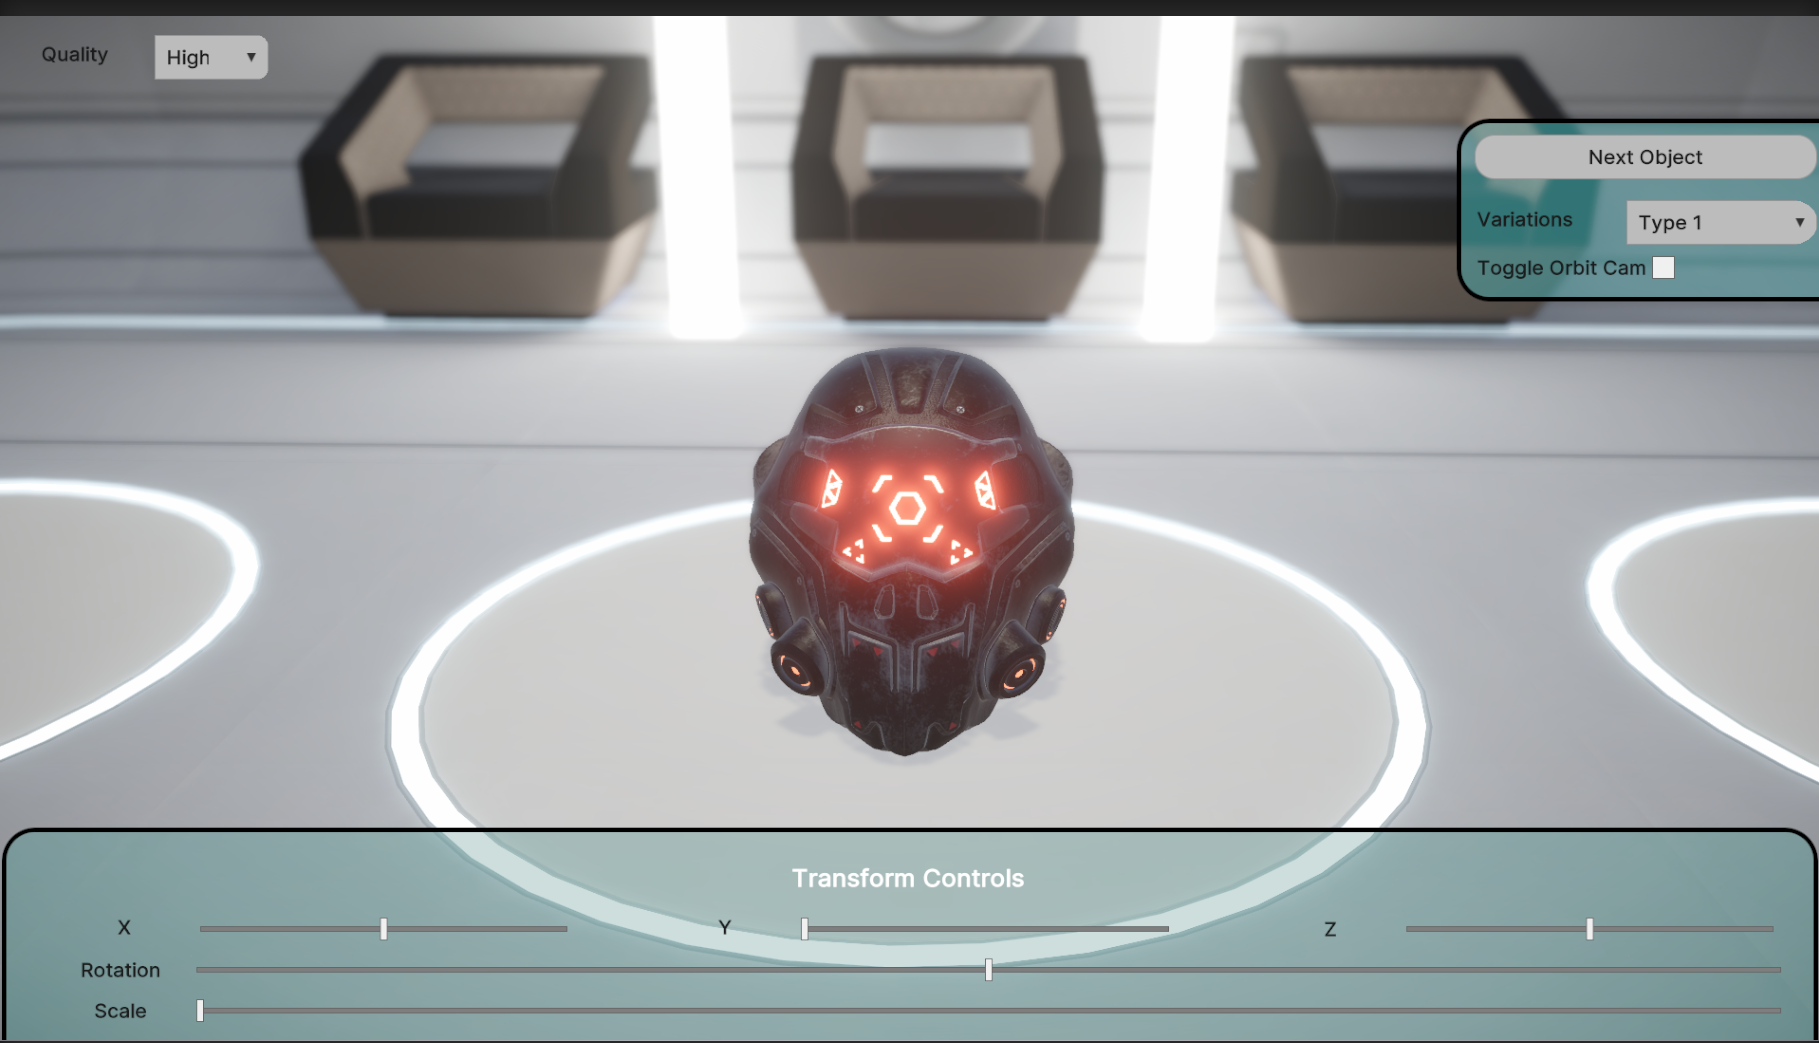 Quality
High
Next Object
Variations
Type 1
Toggle Orbit Cam
Transform Controls
X
Y
Z
Rotation
Scale